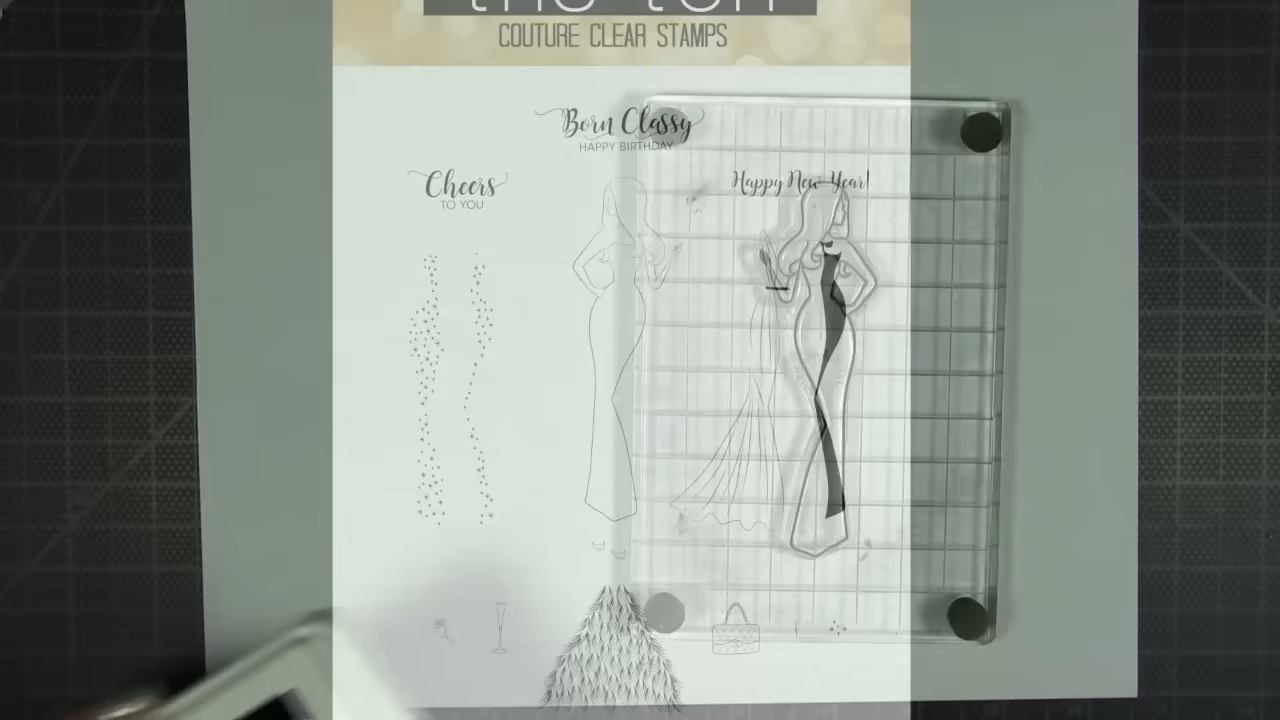 COUTURE CLEAR STAMPS
Born Classy
HAPPY BIRTHDAY
Cheers
TO YOU
Happy New Year!